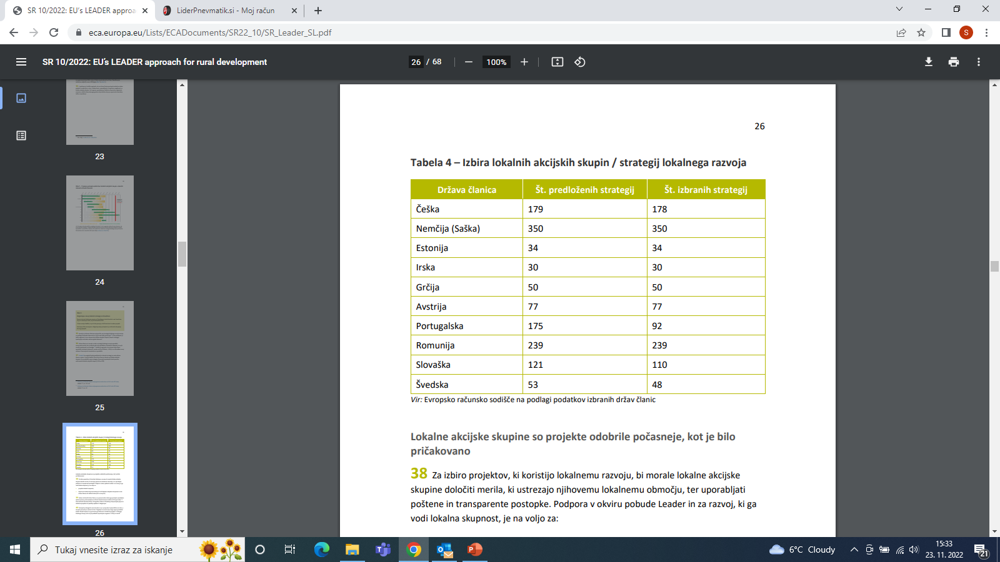 SR 10/2022: EU's LEADER approa
LiderPnevmatik.si - Moj račun
eca.europa.eu/Lists/ECADocuments/SR22_10/SR_Leader_SL.pdf
S
SR 10/2022: EU's LEADER approach for rural development
26 / 68
100%
23
24
25
26
26
Tabela 4 – Izbira lokalnih akcijskih skupin / strategij lokalnega razvoja
Država članica Št. predloženih strategij Št. izbranih strategij
Češka 179 178
Nemčija (Saška) 350 350
Estonija 34 34
Irska 30 30
Grčija 50 50
Avstrija 77 77
Portugalska 175 92
Romunija 239 239
Slovaška 121 110
Švedska 53 48
Vir: Evropsko računsko sodišče na podlagi podatkov izbranih držav članic
Lokalne akcijske skupine so projekte odobrile počasneje, kot je bilo
pričakovano
38 Za izbiro projektov, ki koristijo lokalnemu razvoju, bi morale lokalne akcijske
skupine določiti merila, ki ustrezajo njihovemu lokalnemu območju, ter uporabljati
poštene in transparente postopke. Podpora v okviru pobude Leader in za razvoj, ki ga
vodi lokalna skupnost, je na voljo za:
Tukaj vnesite izraz za iskanje
6°C Cloudy
15:33
23. 11. 2022
21